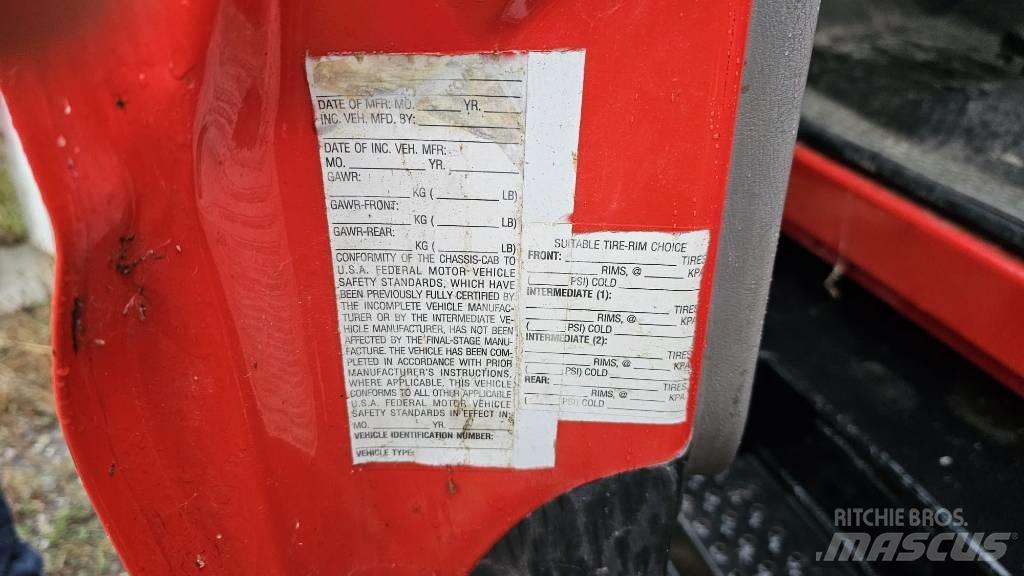 DATE OF MFR: MO. YR.
INC. VEH. MFD. BY:
DATE OF INC. VEH. MFR:
MO. YR.
GAWR:
KG ( LB)
GAWR-FRONT:
KG ( LB)
GAWR-REAR:
KG ( LB)
CONFORMITY OF THE CHASSIS-CAB TO
U.S.A. FEDERAL MOTOR VEHICLE
SAFETY STANDARDS, WHICH HAVE
BEEN PREVIOUSLY FULLY CERTIFIED BY
THE INCOMPLETE VEHICLE MANUFAC-
TURER OR BY THE INTERMEDIATE VE-
HICLE MANUFACTURER, HAS NOT BEEN
AFFECTED BY THE FINAL-STAGE MANU-
FACTURE. THE VEHICLE HAS BEEN COM-
PLETED IN ACCORDANCE WITH PRIOR
MANUFACTURER'S INSTRUCTIONS.
WHERE APPLICABLE, THIS VEHICLE
CONFORMS TO ALL OTHER APPLICABLE
U.S.A. FEDERAL MOTOR VEHICLE
SAFETY STANDARDS IN EFFECT IN:
MO. YR.
VEHICLE IDENTIFICATION NUMBER:
VEHICLE TYPE:
SUITABLE TIRE-RIM CHOICE
FRONT: TIRES
RIMS, @ KPA
PSI) COLD
INTERMEDIATE (1):
TIRES
RIMS, @ KPA
( PSI) COLD
INTERMEDIATE (2):
TIRES
RIMS, @ KPA
PSI) COLD
REAR: TIRES
RIMS, @ KPA
( PSI) COLD
RITCHIE BROS.
MASCUS